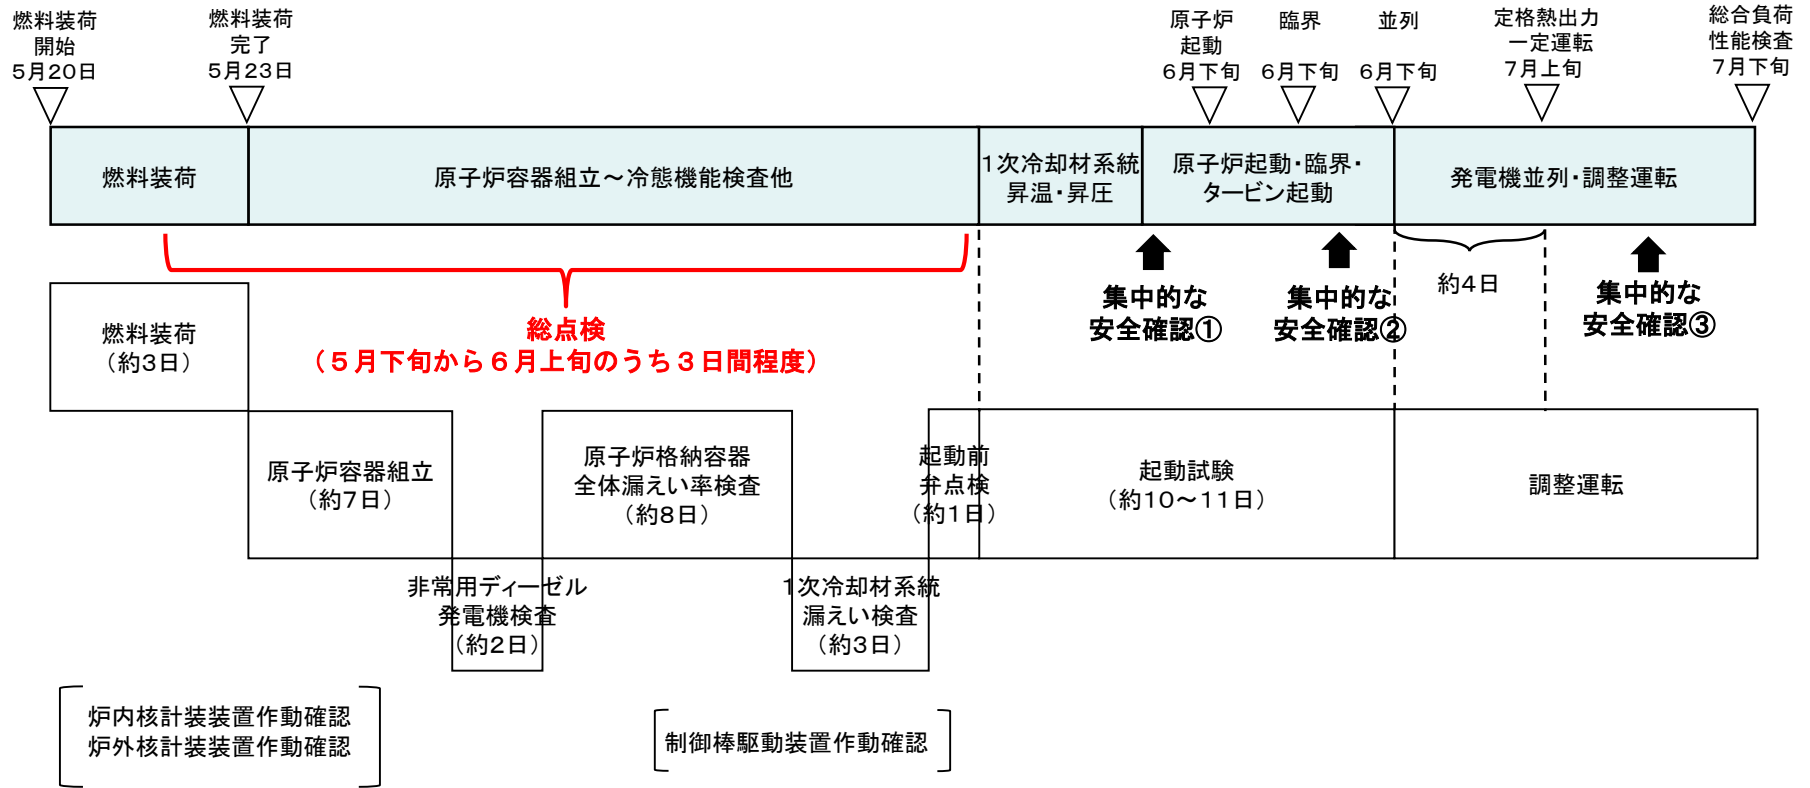 燃料装荷
開始
5月20日
燃料装荷
完了
5月23日
原子炉
起動
6月下旬
臨界
6月下旬
並列
6月下旬
定格熱出力
一定運転
7月上旬
総合負荷
性能検査
7月下旬
燃料装荷
原子炉容器組立～冷態機能検査他
1次冷却材系統
昇温・昇圧
原子炉起動・臨界・
タービン起動
発電機並列・調整運転
総点検
（５月下旬から６月上旬のうち３日間程度）
集中的な
安全確認①
集中的な
安全確認②
約4日
集中的な
安全確認③
燃料装荷
（約3日）
原子炉容器組立
（約7日）
非常用ディーゼル
発電機検査
（約2日）
原子炉格納容器
全体漏えい率検査
（約8日）
1次冷却材系統
漏えい検査
（約3日）
起動前
弁点検
（約1日）
起動試験
（約10～11日）
調整運転
炉内核計装装置作動確認
炉外核計装装置作動確認
制御棒駆動装置作動確認